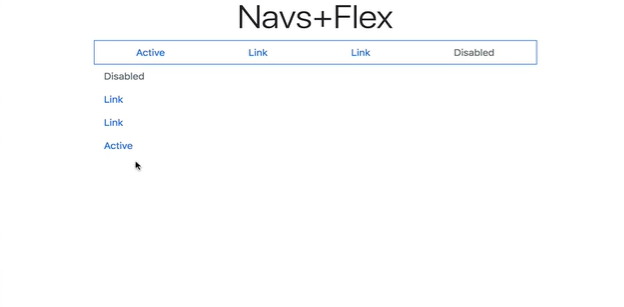 Navs+Flex
Active Link Link Disabled
Disabled
Link
Link
Active